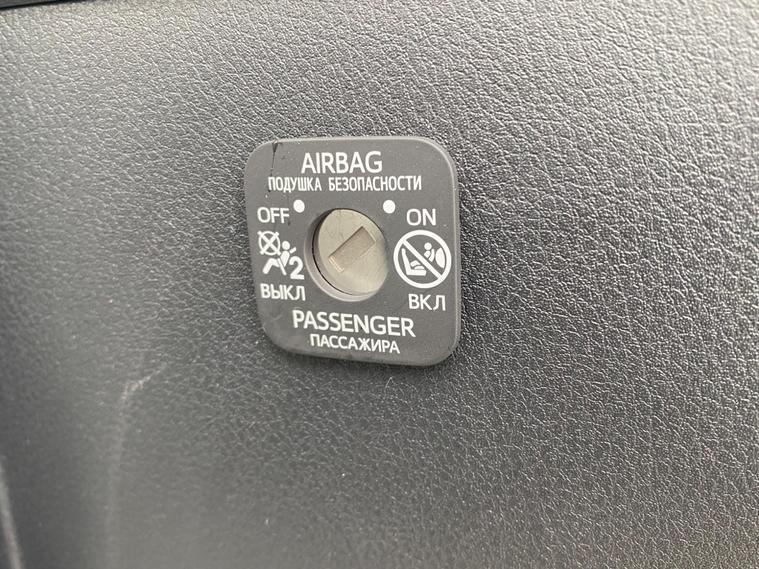 AIRBAG
ПОДУШКА БЕЗОПАСНОСТИ
OFF ON
2
ВЫКЛ ВКЛ
PASSENGER
ПАССАЖИРА